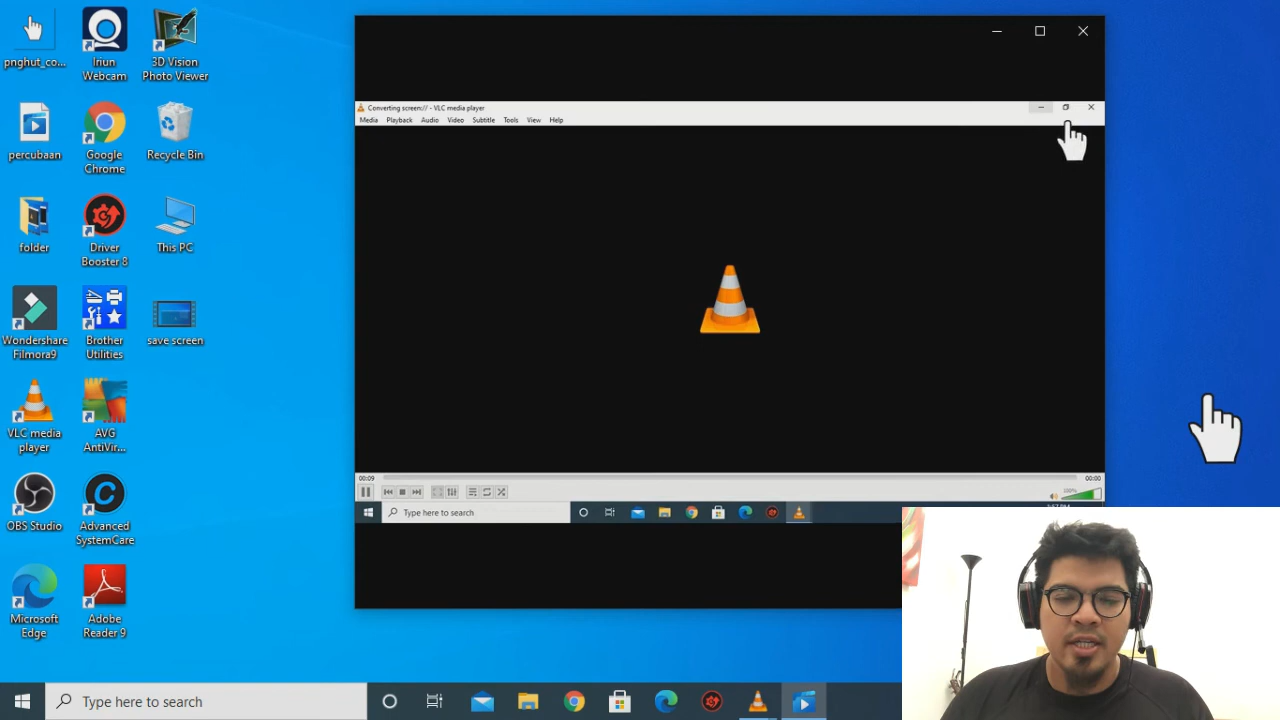 pnghut_co...
Iriun
Webcam
3D Vision
Photo Viewer
percubaan
Google
Chrome
Recycle Bin
folder
Driver
Booster 8
This PC
Wondershare
Filmora9
Brother
Utilities
save screen
VLC media
player
AVG
AntiVir...
OBS Studio
Advanced
SystemCare
Microsoft
Edge
Adobe
Reader 9
Converting screen:// - VLC media player
Media Playback Audio Video Subtitle Tools View Help
00:09
00:00
100%
Type here to search
Type here to search